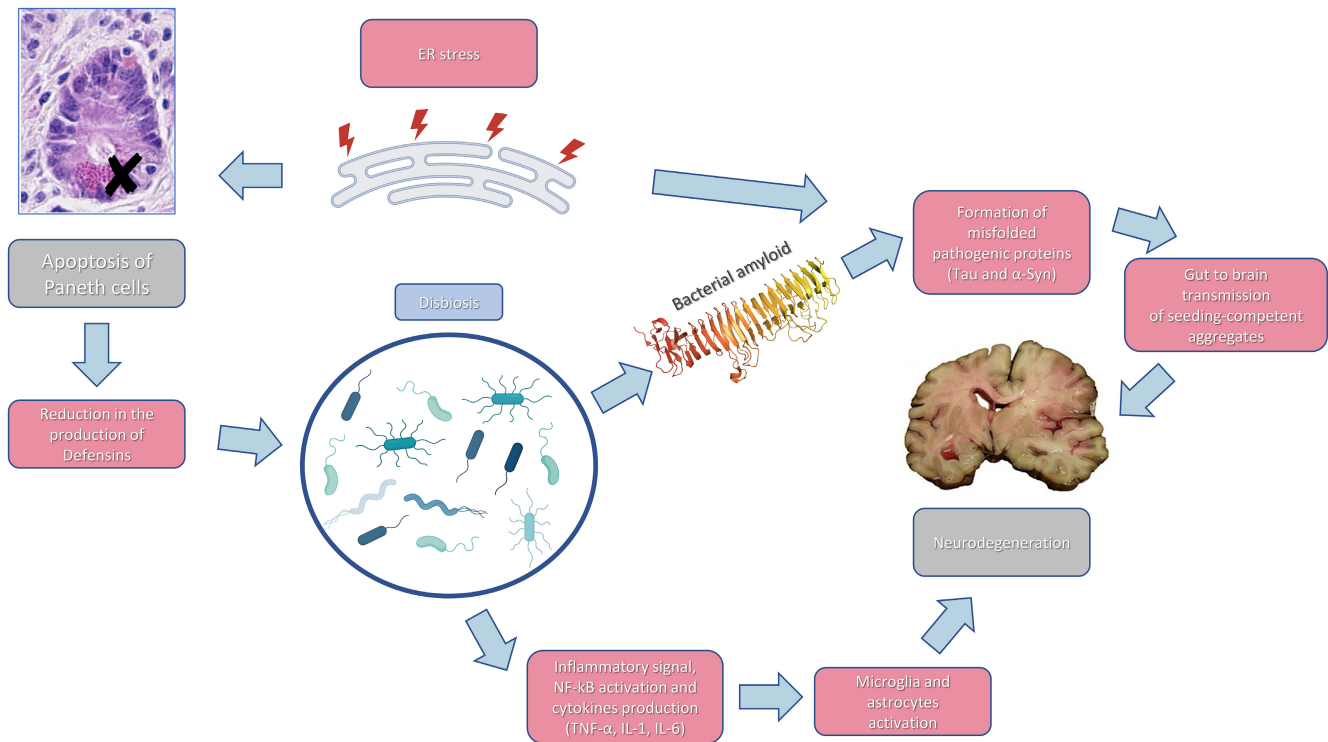 ER stress
Apoptosis of
Paneth cells
Reduction in the
production of
Defensins
Disbiosis
Bacterial amyloid
Formation of
misfolded
pathogenic proteins
(Tau and α-Syn)
Gut to brain
transmission
of seeding-competent
aggregates
Neurodegeneration
Inflammatory signal,
NF-kB activation and
cytokines production
(TNF-α, IL-1, IL-6)
Microglia and
astrocytes
activation